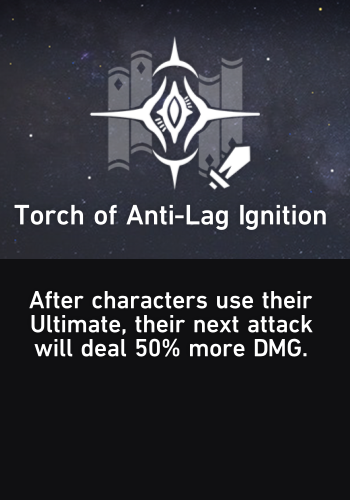 Torch of Anti-Lag Ignition
After characters use their
Ultimate, their next attack
will deal 50% more DMG.